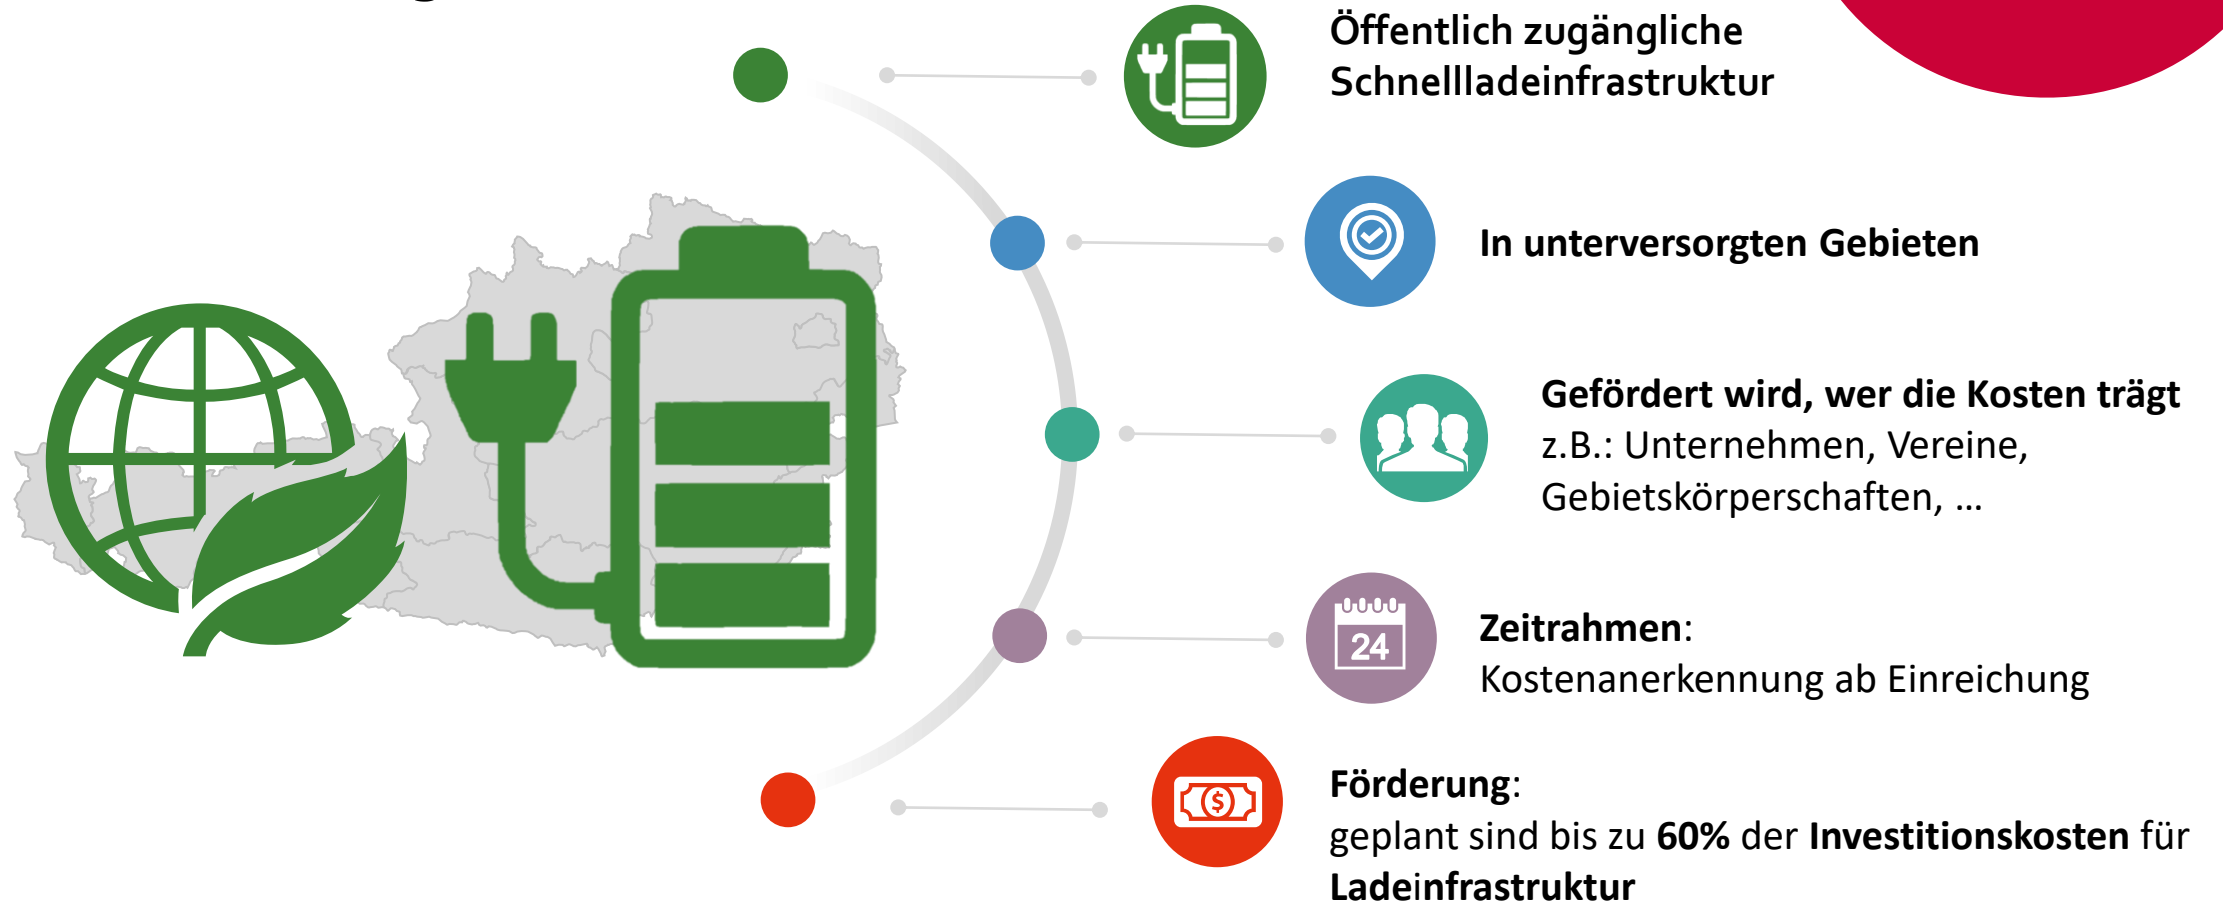 Öffentlich zugängliche
Schnellladeinfrastruktur
In unterversorgten Gebieten
Gefördert wird, wer die Kosten trägt
z.B.: Unternehmen, Vereine,
Gebietskörperschaften, ...
24
Zeitrahmen:
Kostenanerkennung ab Einreichung
$
Förderung:
geplant sind bis zu 60% der Investitionskosten für
Ladeinfrastruktur